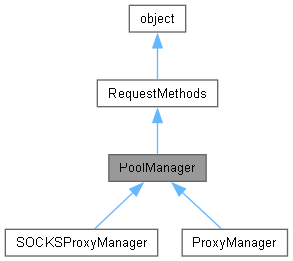 object
RequestMethods
PoolManager
SOCKSProxyManager
ProxyManager